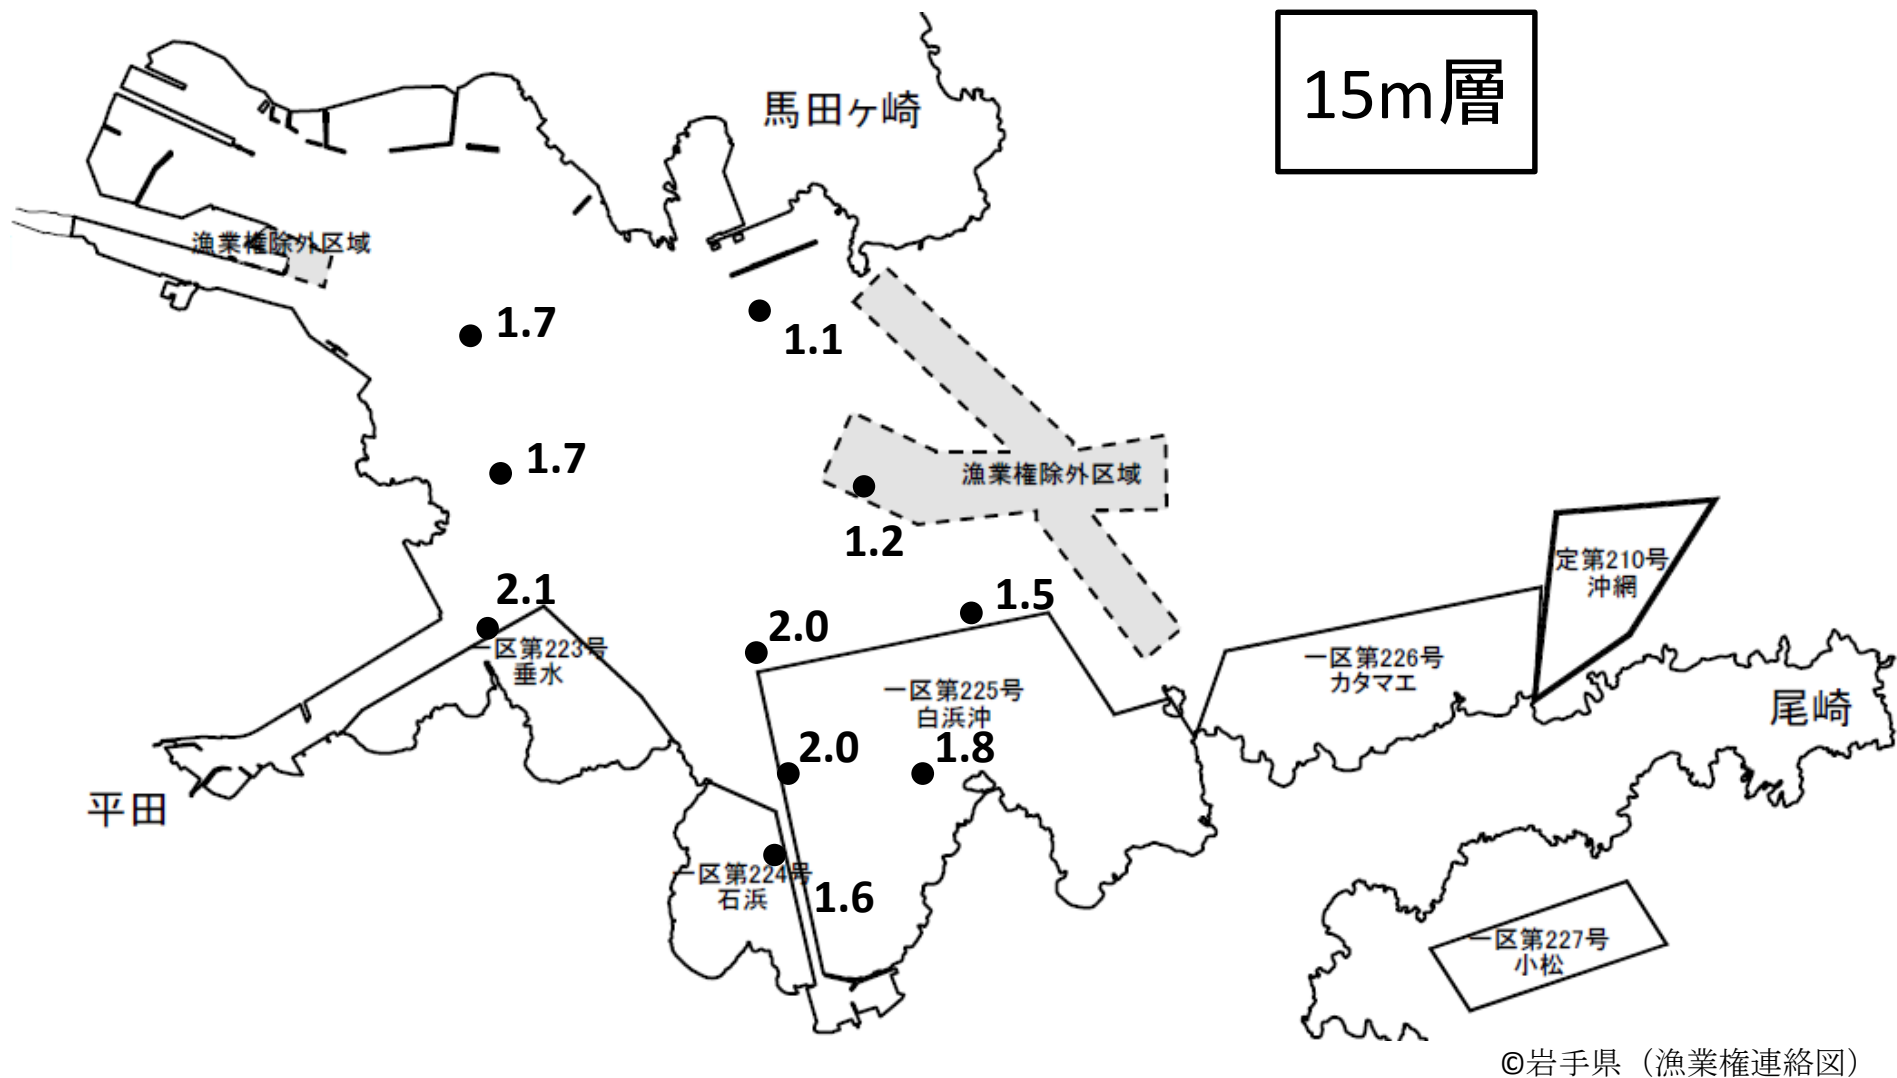 15m層
馬田ヶ崎
漁業権除外区域
1.7
1.1
1.7
漁業権除外区域
1.2
定第210号
沖網
2.1
1.5
2.0
一区第223号
垂水
一区第225号
白浜沖
一区第226号
カタマエ
尾崎
2.0
1.8
平田
一区第224号
石浜
1.6
一区第227号
小松
©岩手県（漁業権連絡図）